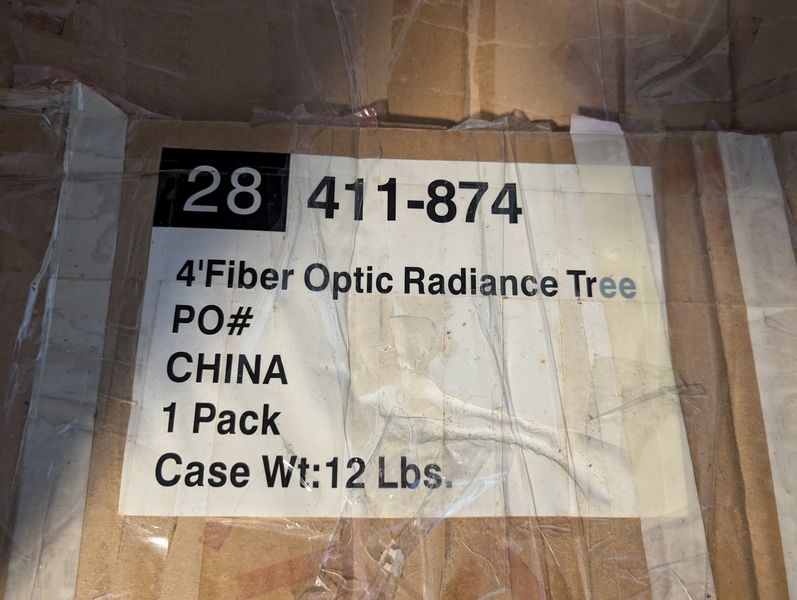 28 411-874
4'Fiber Optic Radiance Tree
PO#
CHINA
1 Pack
Case Wt:12 Lbs.